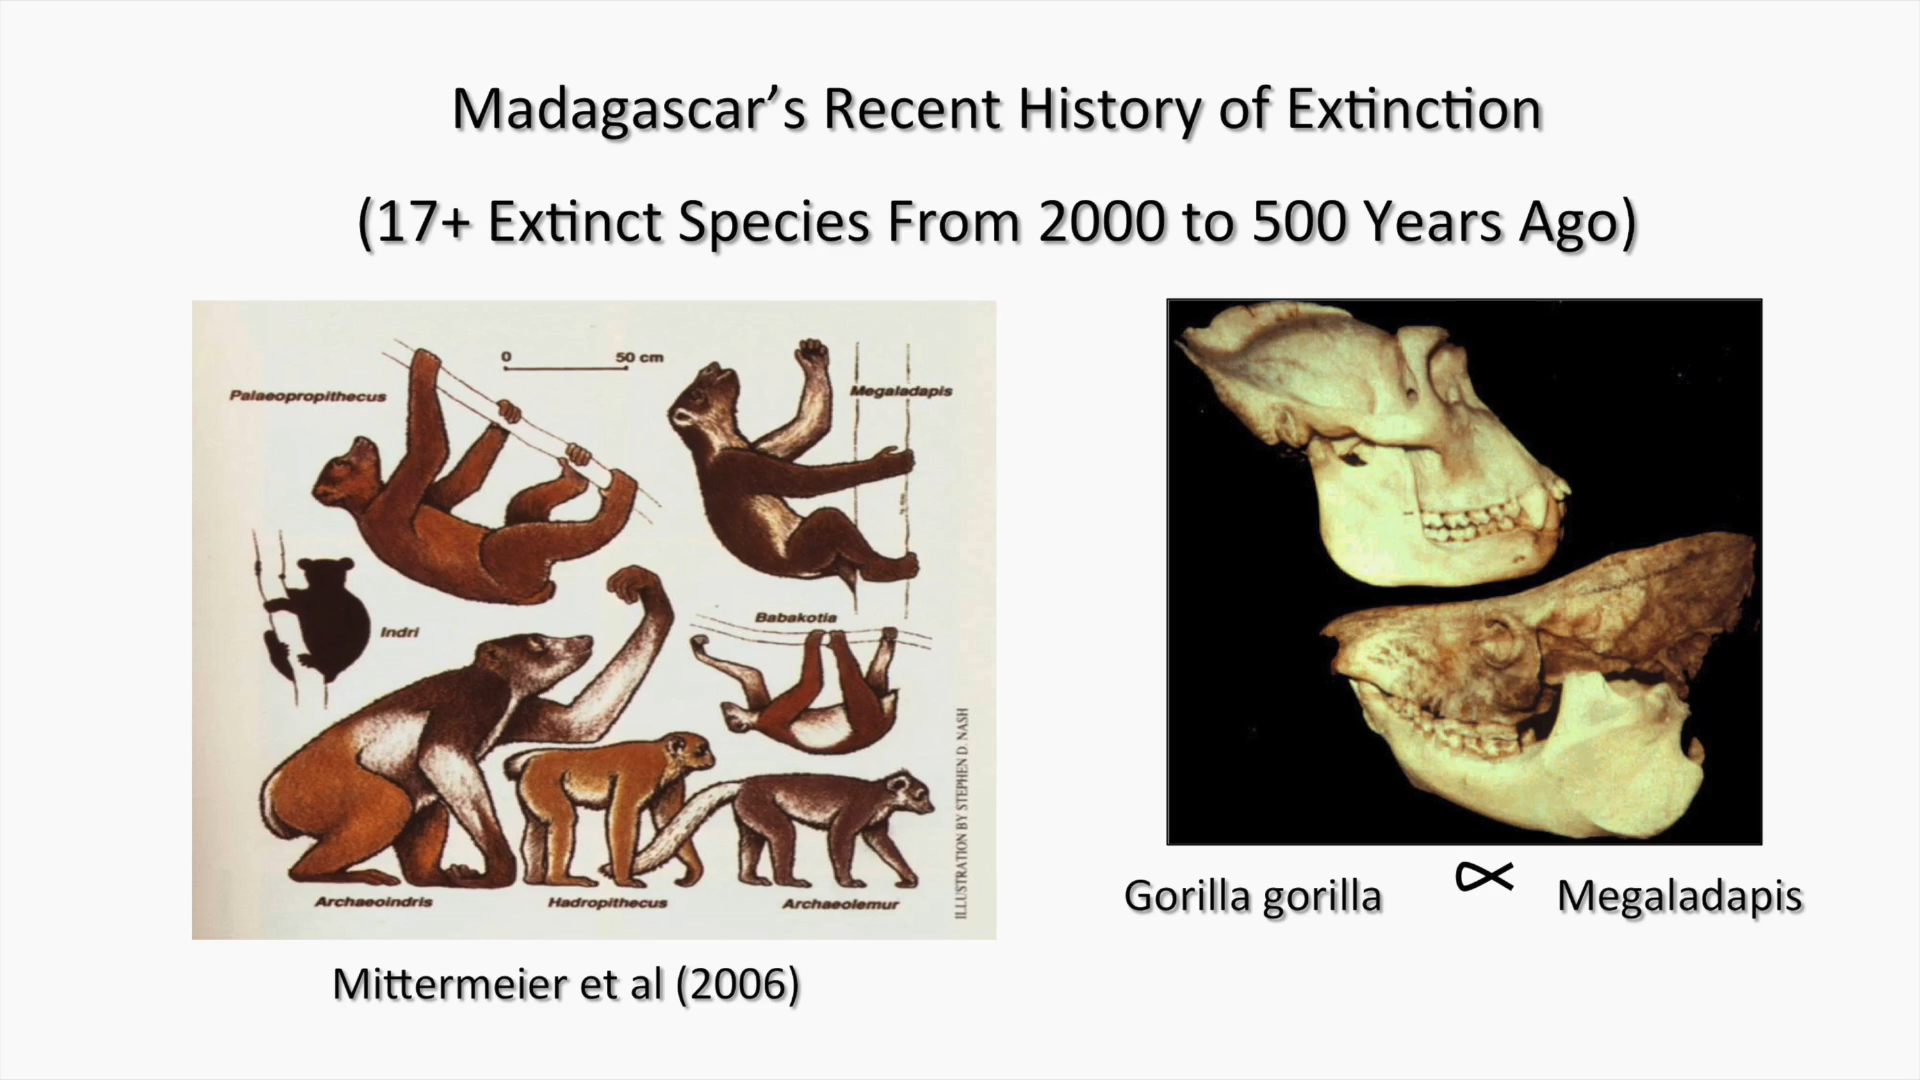 Madagascar’s Recent History of Extinction
(17+ Extinct Species From 2000 to 500 Years Ago)
0 50 cm
Palaeopropithecus
Megaladapis
Babakotia
Indri
ILLUSTRATION BY STEPHEN D. NASH
Archaeoindris
Hadropithecus
Archaeolemur
Gorilla gorilla ∝ Megaladapis
Mittermeier et al (2006)